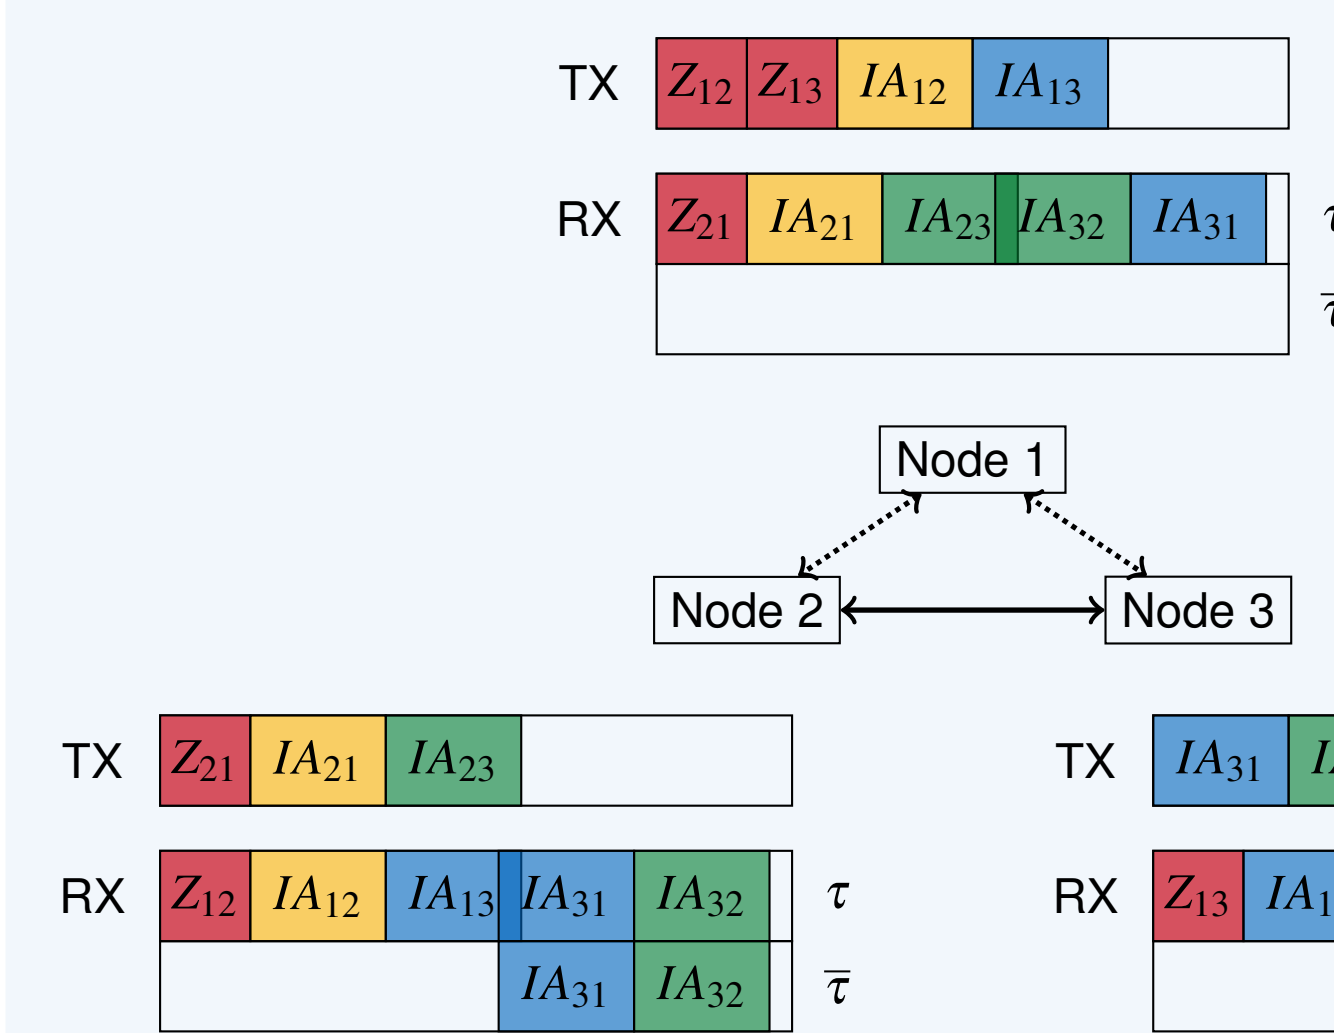 TX Z12 Z13 IA12 IA13
RX Z21 IA21 IA23 IA32 IA31
Node 1
Node 2 Node 3
TX Z21 IA21 IA23
TX IA31
RX Z12 IA12 IA13 IA31 IA32 τ
RX Z13
IA31 IA32 τ̅